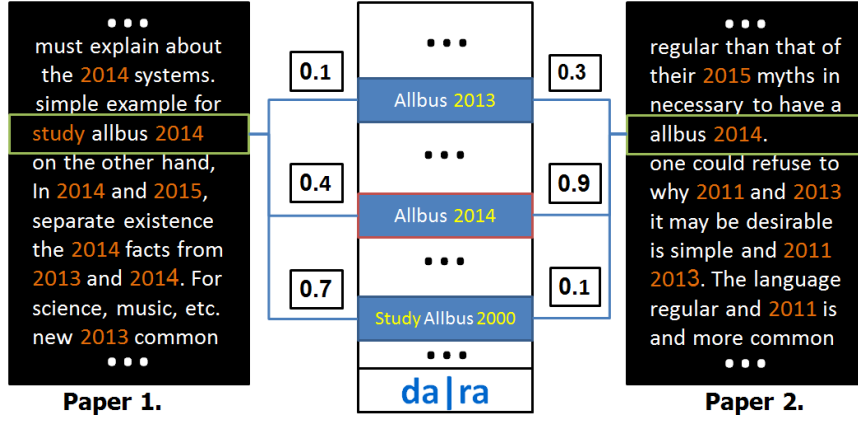 ...
must explain about
the 2014 systems.
simple example for
study allbus 2014
on the other hand,
In 2014 and 2015,
separate existence
the 2014 facts from
2013 and 2014. For
science, music, etc.
new 2013 common
...
Paper 1.
0.1
0.4
0.7
...
Allbus 2013
...
Allbus 2014
...
Study Allbus 2000
...
da|ra
0.3
0.9
0.1
...
regular than that of
their 2015 myths in
necessary to have a
allbus 2014.
one could refuse to
why 2011 and 2013
it may be desirable
is simple and 2011
2013. The language
regular and 2011 is
and more common
...
Paper 2.